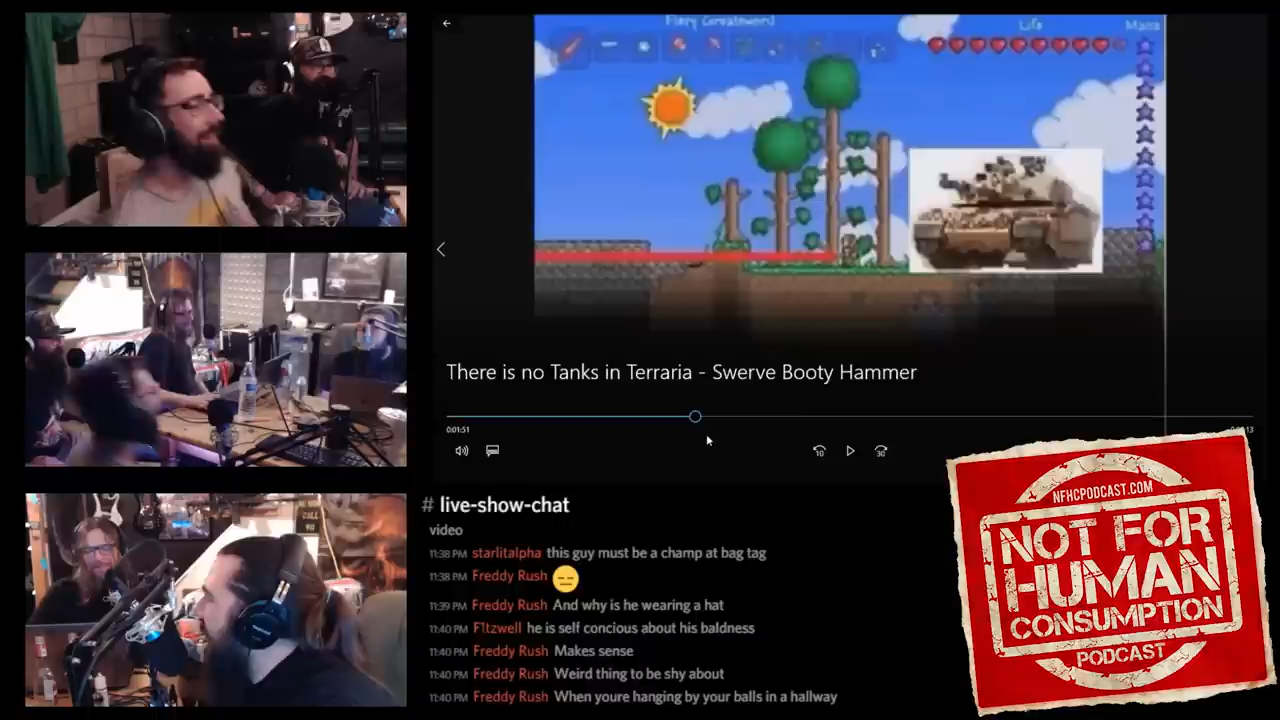 Fiery Greatsword
Life
Mana
There is no Tanks in Terraria - Swerve Booty Hammer
0:01:51
10
30
# live-show-chat
video
11:38 PM starlitalpha this guy must be a champ at bag tag
11:38 PM Freddy Rush 😑
11:39 PM Freddy Rush And why is he wearing a hat
11:40 PM F!tzwell he is self concious about his baldness
11:40 PM Freddy Rush Makes sense
11:40 PM Freddy Rush Weird thing to be shy about
11:40 PM Freddy Rush When youre hanging by your balls in a hallway
NFHCPODCAST.COM
NOT FOR
HUMAN
CONSUMPTION
PODCAST